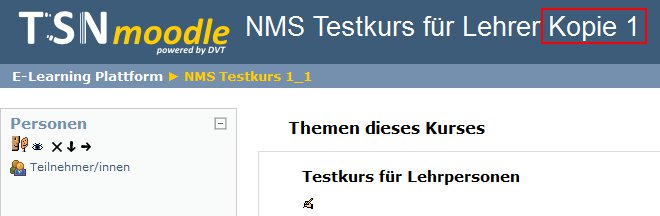 TSNmoodle
powered by DVT
NMS Testkurs für Lehrer Kopie 1
E-Learning Plattform ► NMS Testkurs 1_1
Personen
Teilnehmer/innen
Themen dieses Kurses
Testkurs für Lehrpersonen